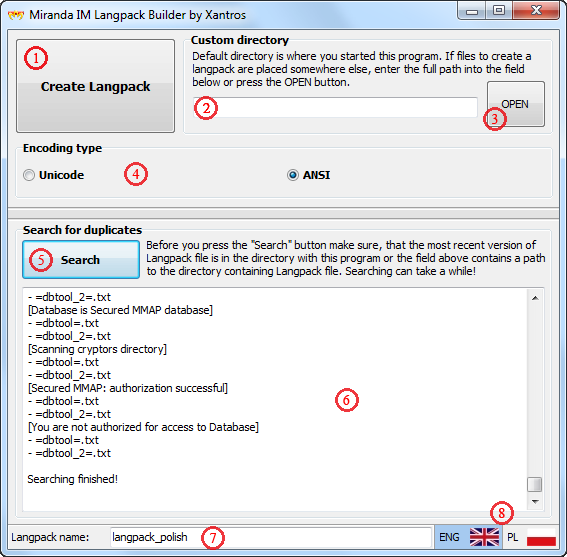 Miranda IM Langpack Builder by Xantros
1
Create Langpack
Custom directory
Default directory is where you started this program. If files to create a
langpack are placed somewhere else, enter the full path into the field
below or press the OPEN button.
2
OPEN
3
Encoding type
Unicode
4
ANSI
Search for duplicates
5
Search
Before you press the "Search" button make sure, that the most recent version of
Langpack file is in the directory with this program or the field above contains a path
to the directory containing Langpack file. Searching can take a while!
- =dbtool_2=.txt
[Database is Secured MMAP database]
- =dbtool=.txt
- =dbtool_2=.txt
[Scanning cryptors directory]
- =dbtool=.txt
- =dbtool_2=.txt
[Secured MMAP: authorization successful]
- =dbtool=.txt
- =dbtool_2=.txt
[You are not authorized for access to Database]
- =dbtool=.txt
- =dbtool_2=.txt
Searching finished!
6
Langpack name:
langpack_polish
7
ENG
8
PL